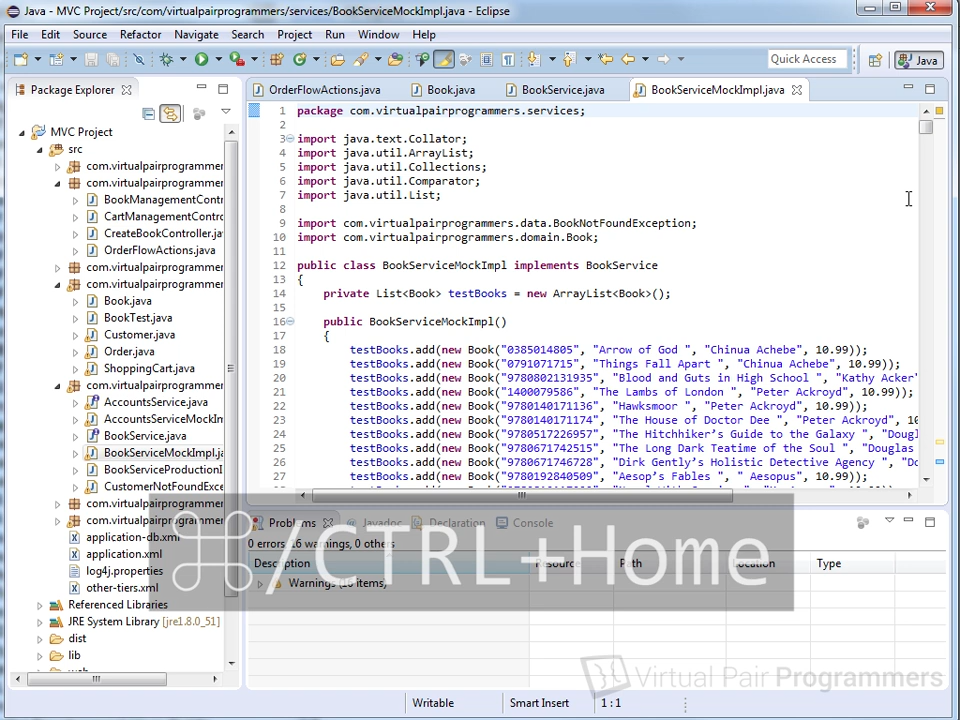 Java - MVC Project/src/com/virtualpairprogrammers/services/BookServiceMockImpl.java - Eclipse
File Edit Source Refactor Navigate Search Project Run Window Help
Quick Access
Java
Package Explorer
OrderFlowActions.java Book.java BookService.java BookServiceMockImpl.java
MVC Project
src
com.virtualpairprogrammer
com.virtualpairprogrammer
BookManagementContr
CartManagementContro
CreateBookController.java
OrderFlowActions.java
com.virtualpairprogrammer
com.virtualpairprogrammer
Book.java
BookTest.java
Customer.java
Order.java
ShoppingCart.java
com.virtualpairprogrammer
AccountsService.java
AccountsServiceMockIm
BookService.java
BookServiceMockImpl.ja
BookServiceProductionI
CustomerNotFoundExce
com.virtualpairprogrammer
com.virtualpairprogrammer
application-db.xml
application.xml
log4j.properties
other-tiers.xml
Referenced Libraries
JRE System Library [jre1.8.0_51]
dist
lib
1 package com.virtualpairprogrammers.services;
2
3 import java.text.Collator;
4 import java.util.ArrayList;
5 import java.util.Collections;
6 import java.util.Comparator;
7 import java.util.List;
8
9 import com.virtualpairprogrammers.data.BookNotFoundException;
10 import com.virtualpairprogrammers.domain.Book;
11
12 public class BookServiceMockImpl implements BookService
13 {
14 private List<Book> testBooks = new ArrayList<Book>();
15
16 public BookServiceMockImpl()
17 {
18 testBooks.add(new Book("0385014805", "Arrow of God ", "Chinua Achebe", 10.99));
19 testBooks.add(new Book("0791071715", "Things Fall Apart ", "Chinua Achebe", 10.99));
20 testBooks.add(new Book("9780802131935", "Blood and Guts in High School ", "Kathy Acker'
21 testBooks.add(new Book("1400079586", "The Lambs of London ", "Peter Ackroyd", 10.99));
22 testBooks.add(new Book("9780140171136", "Hawksmoor ", "Peter Ackroyd", 10.99));
23 testBooks.add(new Book("9780140171174", "The House of Doctor Dee ", "Peter Ackroyd", 10
24 testBooks.add(new Book("9780517226957", "The Hitchhiker's Guide to the Galaxy ", "Dougl
25 testBooks.add(new Book("9780671742515", "The Long Dark Teatime of the Soul ", "Douglas
26 testBooks.add(new Book("9780671746728", "Dirk Gently's Holistic Detective Agency ", "Do
27 testBooks.add(new Book("9780192840509", "Aesop's Fables ", " Aesopus", 10.99));
Problems Javadoc Declaration Console
0 errors, 16 warnings, 0 others
Description Resource Path Location Type
Warnings (16 items)
⌘/CTRL+Home
Virtual Pair Programmers
Writable Smart Insert 1 : 1